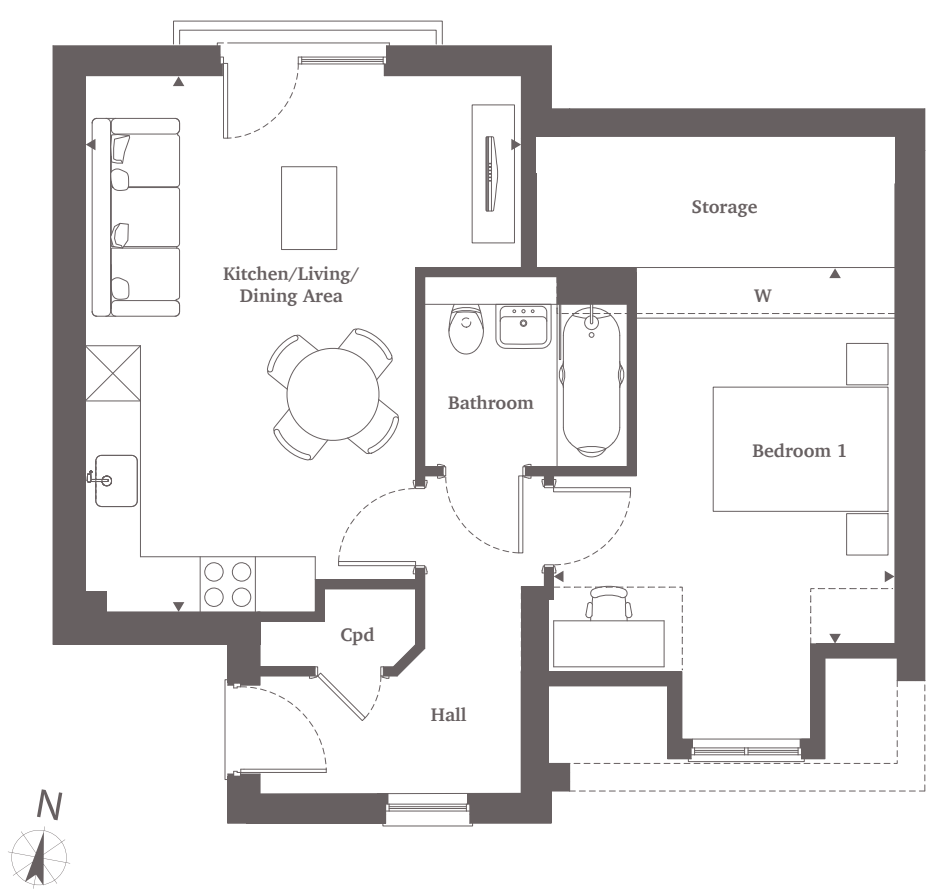 Storage
Kitchen/Living/
Dining Area
W
Bathroom
Bedroom 1
Cpd
Hall
N